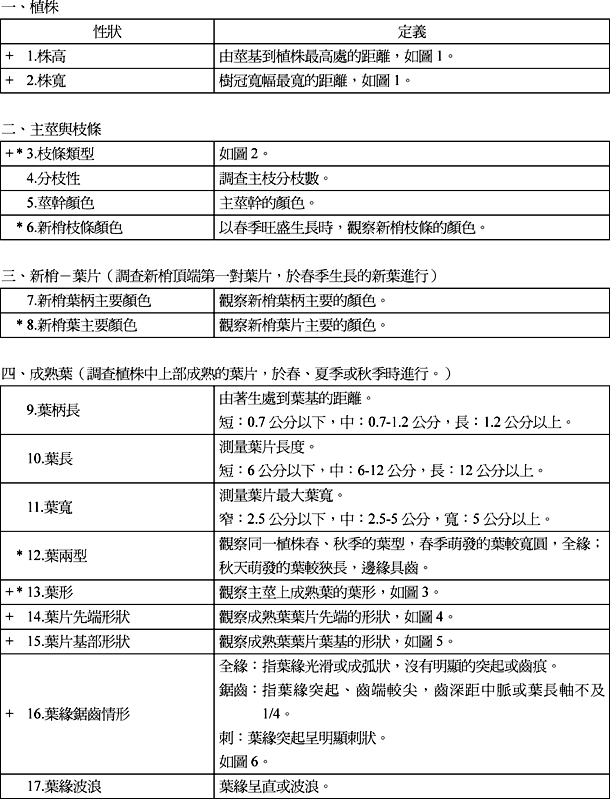 一、植株
性狀 定義
+ 1.株高 由莖基到植株最高處的距離，如圖 1。
+ 2.株寬 樹冠寬幅最寬的距離，如圖 1。
二、主莖與枝條
+ * 3.枝條類型 如圖 2。
4.分枝性 調查主枝分枝數。
5.莖幹顏色 主莖幹的顏色。
* 6.新梢枝條顏色 以春季旺盛生長時，觀察新梢枝條的顏色。
三、新梢－葉片（調查新梢頂端第一對葉片，於春季生長的新葉進行）
7.新梢葉柄主要顏色 觀察新梢葉柄主要的顏色。
* 8.新梢葉主要顏色 觀察新梢葉片主要的顏色。
四、成熟葉（調查植株中上部成熟的葉片，於春、夏季或秋季時進行。）
9.葉柄長 由著生處到葉基的距離。
短：0.7 公分以下，中：0.7-1.2 公分，長：1.2 公分以上。
10.葉長 測量葉片長度。
短：6 公分以下，中：6-12 公分，長：12 公分以上。
11.葉寬 測量葉片最大葉寬。
窄：2.5 公分以下，中：2.5-5 公分，寬：5 公分以上。
* 12.葉兩型 觀察同一植株春、秋季的葉型，春季萌發的葉較寬圓，全緣；
秋天萌發的葉較狹長，邊緣具齒。
+ * 13.葉形 觀察主莖上成熟葉的葉形，如圖 3。
+ 14.葉片先端形狀 觀察成熟葉葉片先端的形狀，如圖 4。
+ 15.葉片基部形狀 觀察成熟葉葉片葉基的形狀，如圖 5。
+ 16.葉緣鋸齒情形 全緣：指葉緣光滑或成弧狀，沒有明顯的突起或齒痕。
鋸齒：指葉緣突起、齒端較尖，齒深距中脈或葉長軸不及
1/4。
刺：葉緣突起呈明顯刺狀。
如圖 6。
17.葉緣波浪 葉緣呈直或波浪。